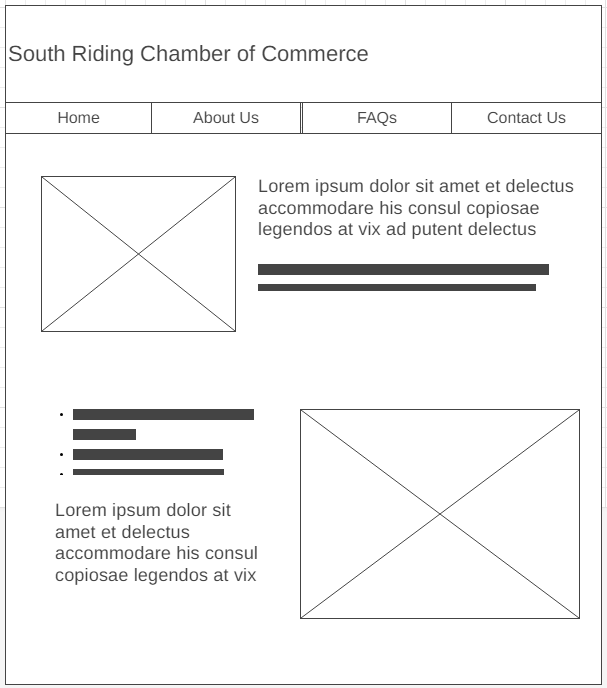 South Riding Chamber of Commerce
Home About Us FAQs Contact Us
Lorem ipsum dolor sit amet et delectus
accommodare his consul copiosae
legendos at vix ad putent delectus
Lorem ipsum dolor sit
amet et delectus
accommodare his consul
copiosae legendos at vix